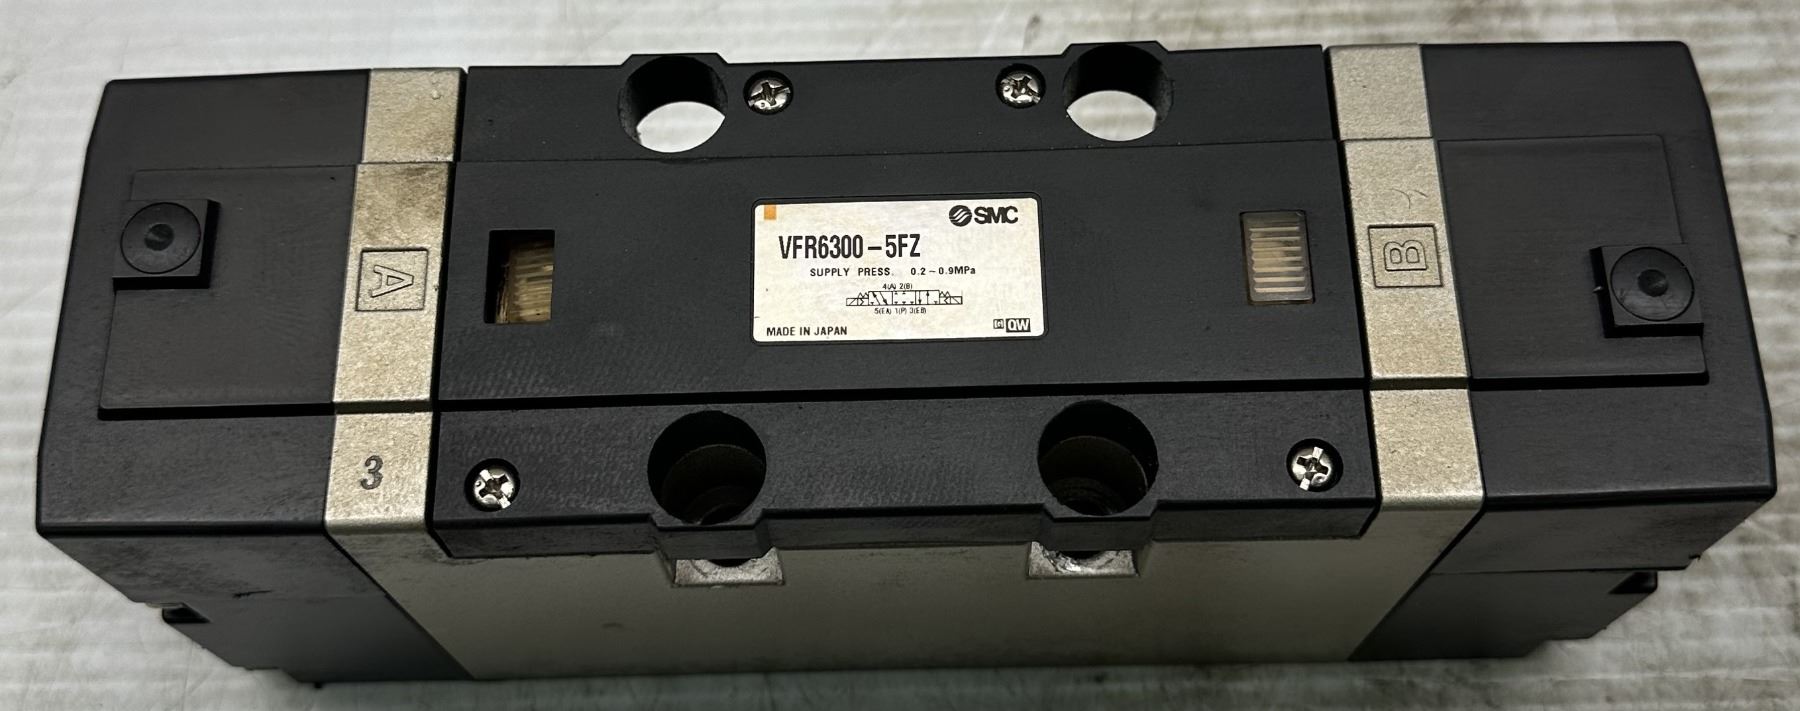 SMC
VFR6300-5FZ
SUPPLY PRESS. 0.2~0.9MPa
4(A) 2(B)
5(EA) 1(P) 3(EB)
MADE IN JAPAN
QW
A
B
3